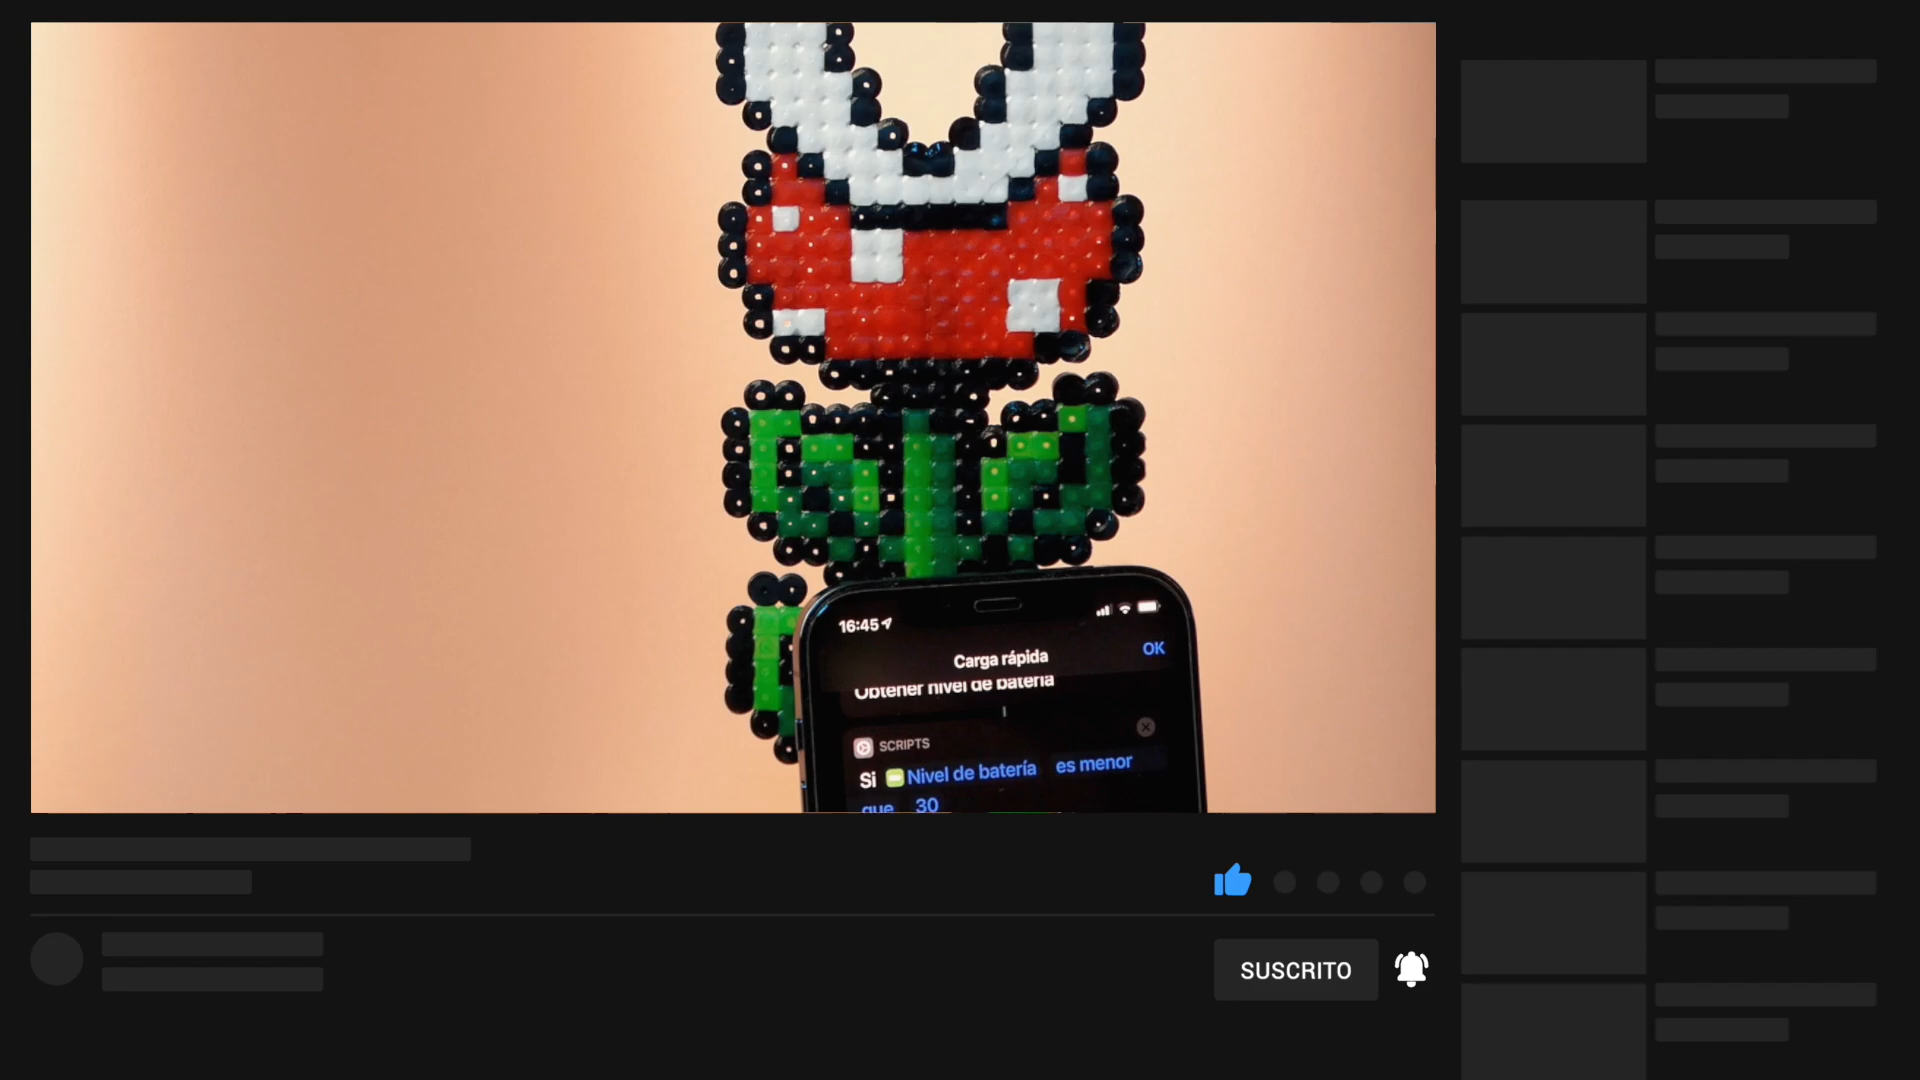 16:45
Carga rápida
OK
Obtener nivel de batería
SCRIPTS
Si Nivel de batería es menor
que 30
SUSCRITO